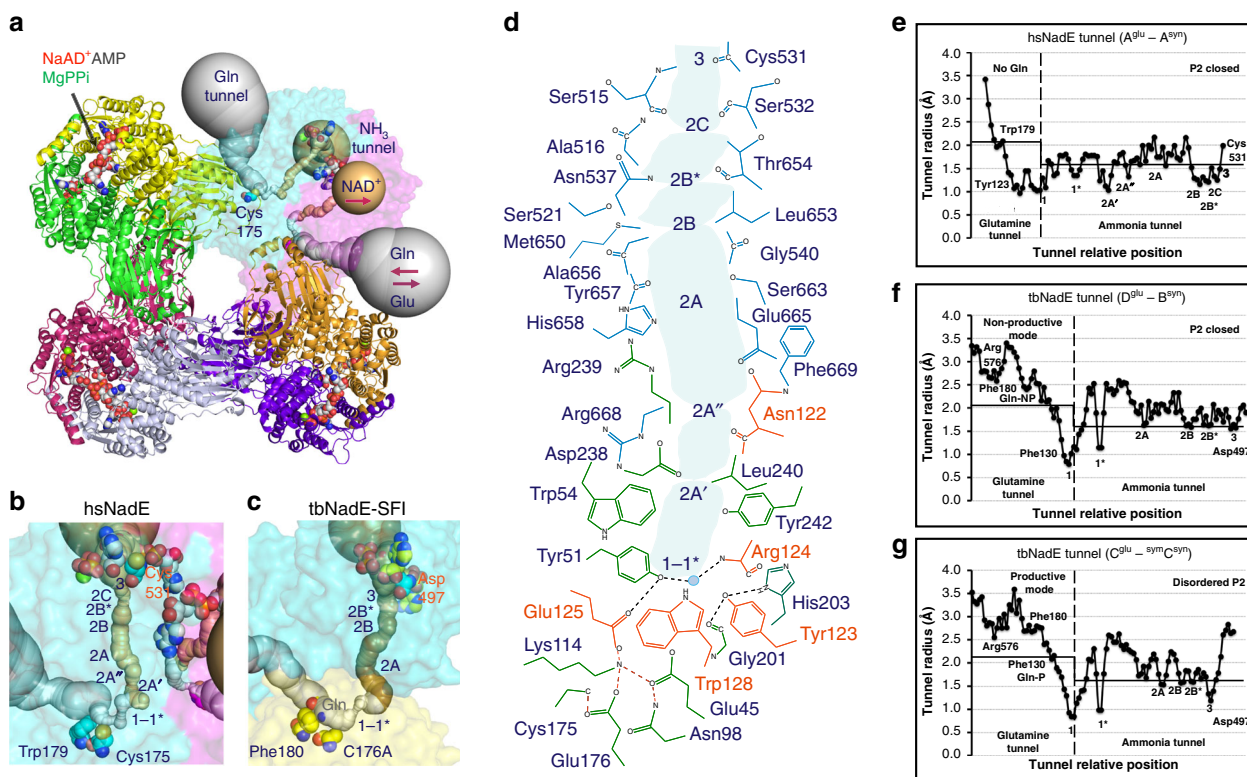 a
NaAD+AMP
MgPPi
Gln
tunnel
NH3
tunnel
NAD+
Cys
175
Gln
Glu
b
hsNadE
Cys
531
3
2C
2B*
2B
2A
2A″
2A′
1–1*
Trp179
Cys175
c
tbNadE-SFI
Asp
497
3
2B*
2B
2A
Gln
1–1*
Phe180
C176A
d
3
Cys531
Ser515
Ser532
2C
Ala516
Thr654
Asn537
2B*
Ser521
Leu653
2B
Met650
Gly540
Ala656
Tyr657
Ser663
2A
Glu665
His658
Arg239
Phe669
2A″
Asn122
Arg668
Asp238
Leu240
2A′
Trp54
Tyr242
Tyr51
1–1*
Arg124
Glu125
His203
Lys114
Tyr123
Gly201
Trp128
Cys175
Glu45
Glu176
Asn98
e
hsNadE tunnel (Aglu – Asyn)
No Gln
P2 closed
Tunnel radius (Å)
4.0
3.5
3.0
2.5
2.0
1.5
1.0
0.5
0.0
Trp179
Tyr123
1
1*
2A′
2A″
2A
2B
2B*
2C
3
Cys
531
Glutamine
tunnel
Ammonia tunnel
Tunnel relative position
f
tbNadE tunnel (Dglu – Bsyn)
Non-productive
mode
P2 closed
Tunnel radius (Å)
4.0
3.5
3.0
2.5
2.0
1.5
1.0
0.5
0.0
Arg
576
Phe180
Gln-NP
Phe130
1
1*
2A
2B
2B*
3
Asp497
Glutamine
tunnel
Ammonia tunnel
Tunnel relative position
g
tbNadE tunnel (Cglu – symCsyn)
Productive
mode
Disordered P2
Tunnel radius (Å)
4.0
3.5
3.0
2.5
2.0
1.5
1.0
0.5
0.0
Phe180
Arg576
Phe130
Gln-P
1
1*
2A
2B
2B*
3
Asp497
Glutamine
tunnel
Ammonia tunnel
Tunnel relative position